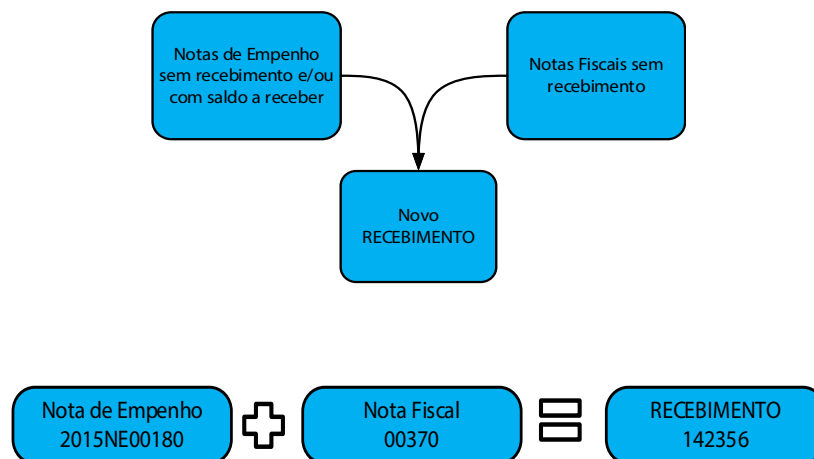 Notas de Empenho
sem recebimento e/ou
com saldo a receber
Notas Fiscais sem
recebimento
Novo
RECEBIMENTO
Nota de Empenho
2015NE00180
Nota Fiscal
00370
RECEBIMENTO
142356